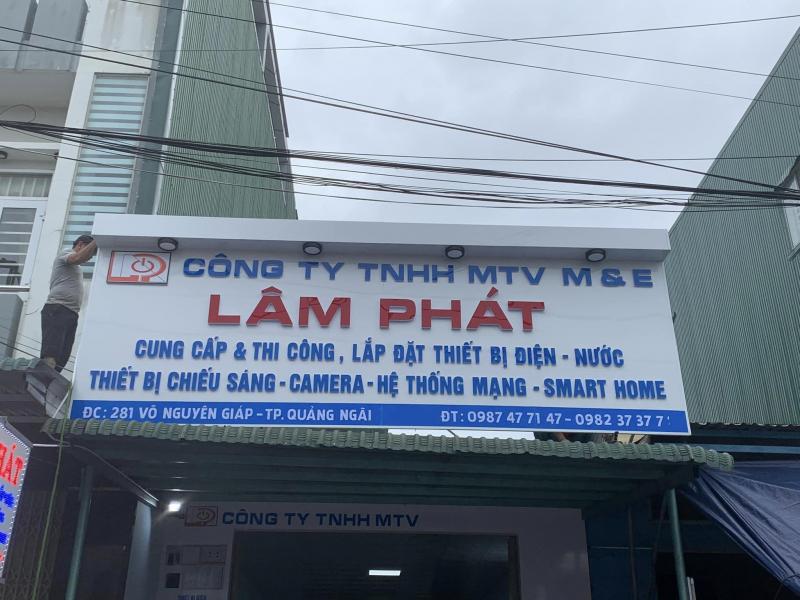 CÔNG TY TNHH MTV M & E
LÂM PHÁT
CUNG CẤP & THI CÔNG , LẮP ĐẶT THIẾT BỊ ĐIỆN - NƯỚC
THIẾT BỊ CHIẾU SÁNG - CAMERA - HỆ THỐNG MẠNG - SMART HOME
ĐC : 281 VÕ NGUYÊN GIÁP - TP. QUẢNG NGÃI ĐT : 0987 47 71 47 - 0982 37 37 7
CÔNG TY TNHH MTV